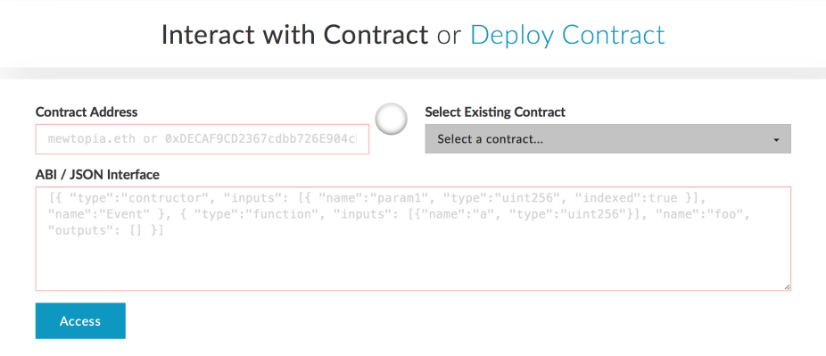 Interact with Contract or Deploy Contract
Contract Address
Select Existing Contract
mewtopia.eth or 0xDECAF9CD2367cdbb726E904c
Select a contract...
ABI / JSON Interface
[{ "type":"contructor", "inputs": [{ "name":"param1", "type":"uint256", "indexed":true }],
"name":"Event" }, { "type":"function", "inputs": [{"name":"a", "type":"uint256"}], "name":"foo",
"outputs": [] }]
Access